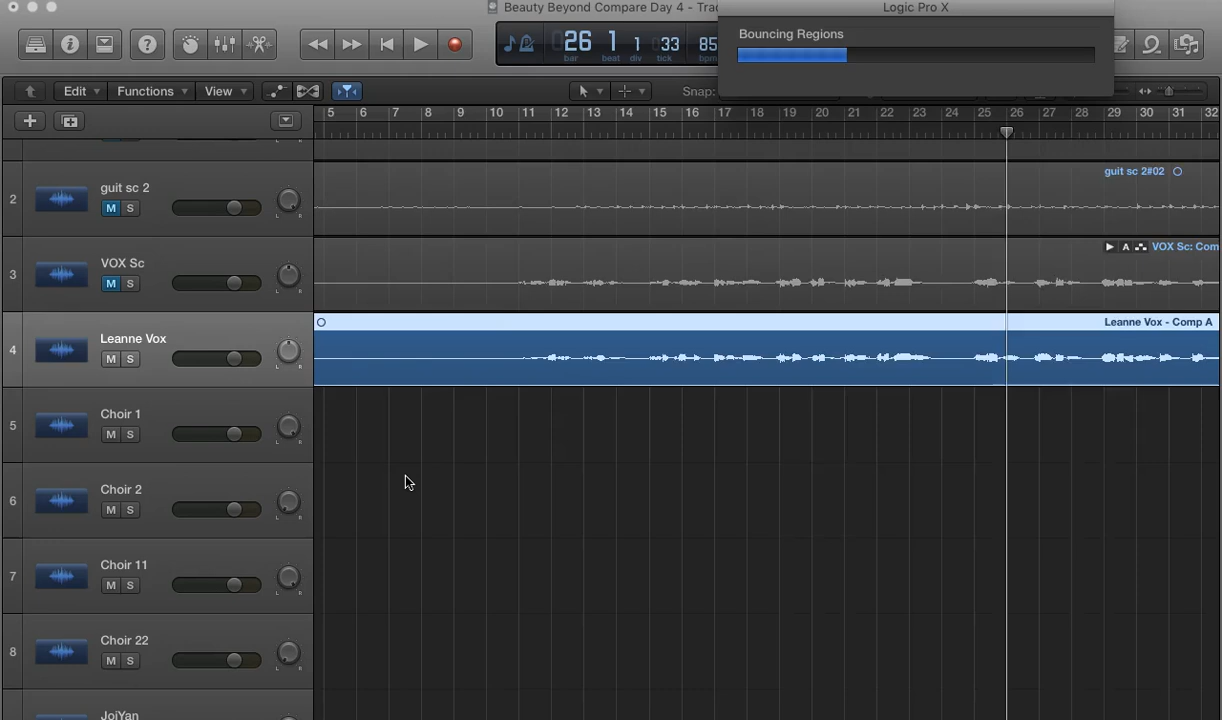 Beauty Beyond Compare Day 4 - Trac
Logic Pro X
Bouncing Regions
26 1 1 33 85
bar beat div tick bpm
Edit Functions View Snap:
5 6 7 8 9 10 11 12 13 14 15 16 17 18 19 20 21 22 23 24 25 26 27 28 29 30 31 32
2 guit sc 2
M S
L R
guit sc 2#02
3 VOX Sc
M S
L R
A VOX Sc: Com
4 Leanne Vox
M S
L R
Leanne Vox - Comp A
5 Choir 1
M S
L R
6 Choir 2
M S
L R
7 Choir 11
M S
L R
8 Choir 22
M S
L R
JoiYan